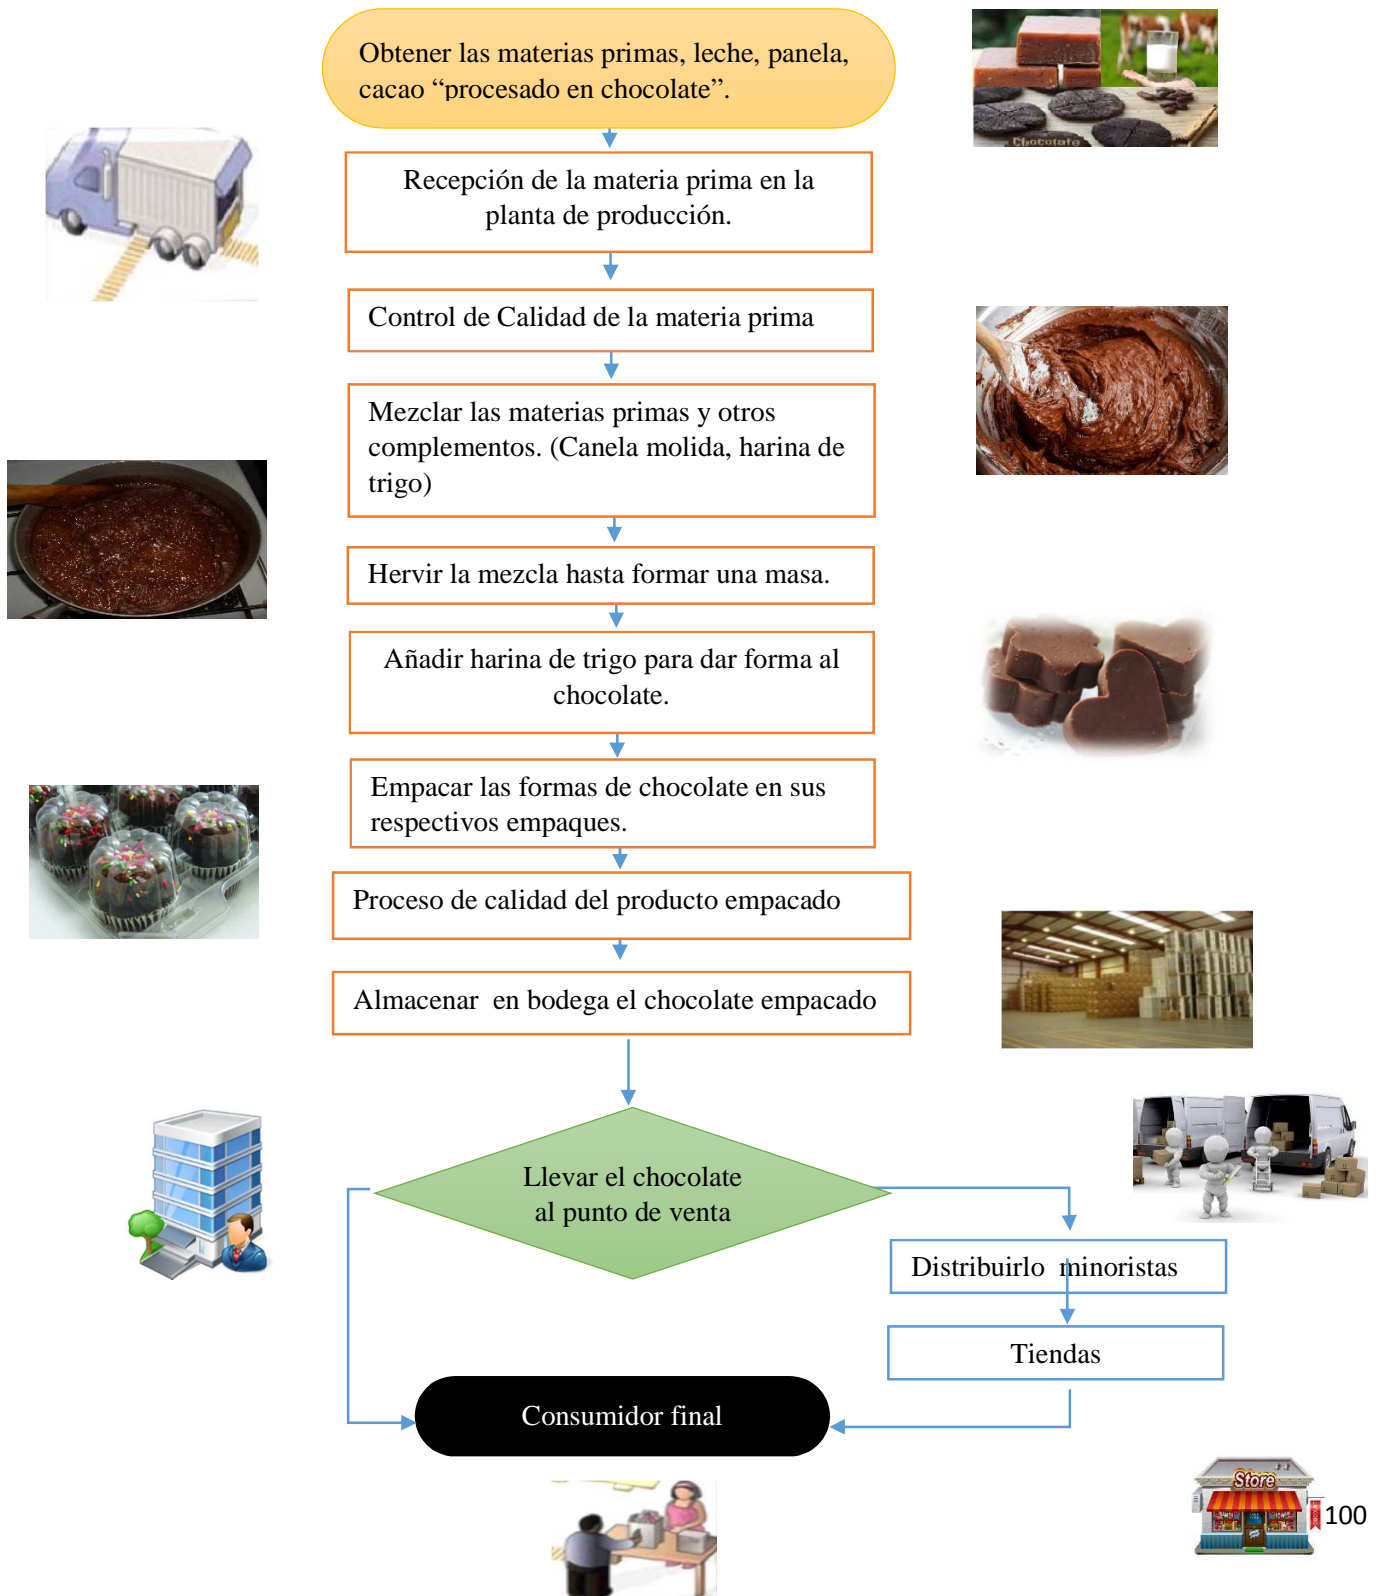 Obtener las materias primas, leche, panela,
cacao “procesado en chocolate”.
Chocolate
Recepción de la materia prima en la
planta de producción.
Control de Calidad de la materia prima
Mezclar las materias primas y otros
complementos. (Canela molida, harina de
trigo)
Hervir la mezcla hasta formar una masa.
Añadir harina de trigo para dar forma al
chocolate.
Empacar las formas de chocolate en sus
respectivos empaques.
Proceso de calidad del producto empacado
Almacenar  en bodega el chocolate empacado
Llevar el chocolate
al punto de venta
Distribuirlo  minoristas
Tiendas
Consumidor final
Store
100